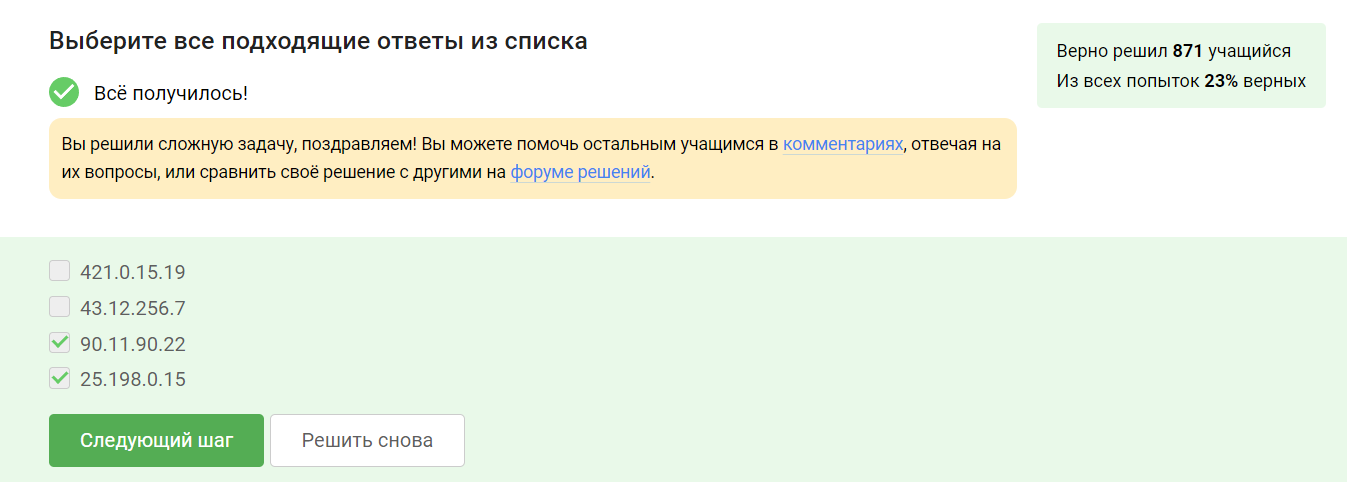 Выберите все подходящие ответы из списка
Верно решил 871 учащийся
Из всех попыток 23% верных
Всё получилось!
Вы решили сложную задачу, поздравляем! Вы можете помочь остальным учащимся в комментариях, отвечая на
их вопросы, или сравнить своё решение с другими на форуме решений.
421.0.15.19
43.12.256.7
90.11.90.22
25.198.0.15
Следующий шаг
Решить снова